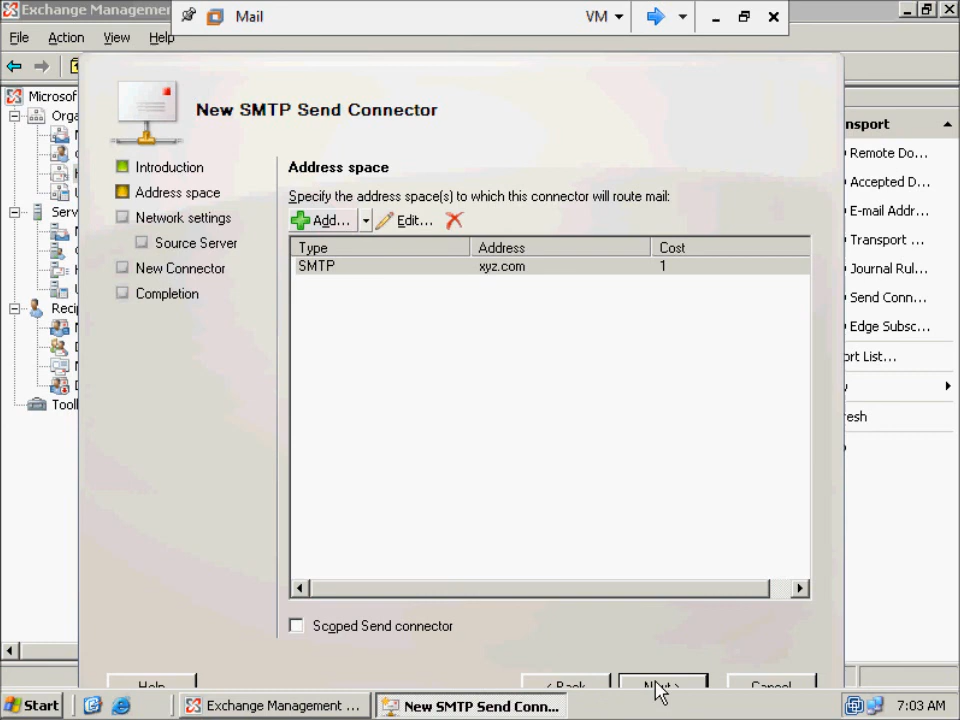 Exchange Managemer
Mail
VM
File Action View Help
Microsof
Orga
Serv
Reci
Tool
New SMTP Send Connector
Introduction
Address space
Network settings
Source Server
New Connector
Completion
Address space
Specify the address space(s) to which this connector will route mail:
Add... Edit...
Type Address Cost
SMTP xyz.com 1
Scoped Send connector
Help < Back Next > Cancel
nsport
Remote Do...
Accepted D...
E-mail Addr...
Transport ...
Journal Rul...
Send Conn...
Edge Subsc...
ort List...
esh
Start Exchange Management ... New SMTP Send Conn... 7:03 AM